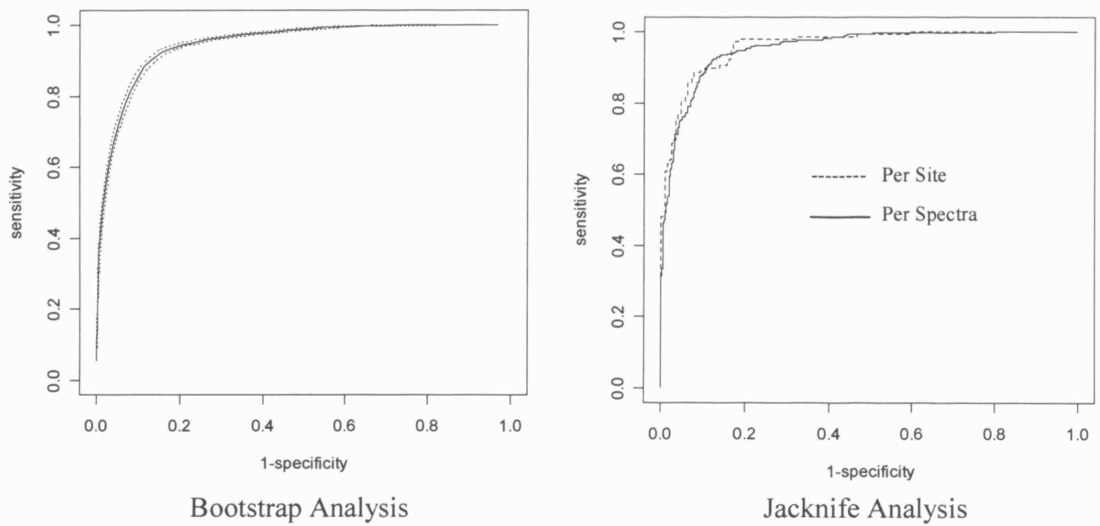 sensitivity
1.0
0.8
0.6
0.4
0.2
0.0
0.0 0.2 0.4 0.6 0.8 1.0
1-specificity
Bootstrap Analysis
sensitivity
1.0
0.8
0.6
0.4
0.2
0.0
Per Site
Per Spectra
0.0 0.2 0.4 0.6 0.8 1.0
1-specificity
Jacknife Analysis